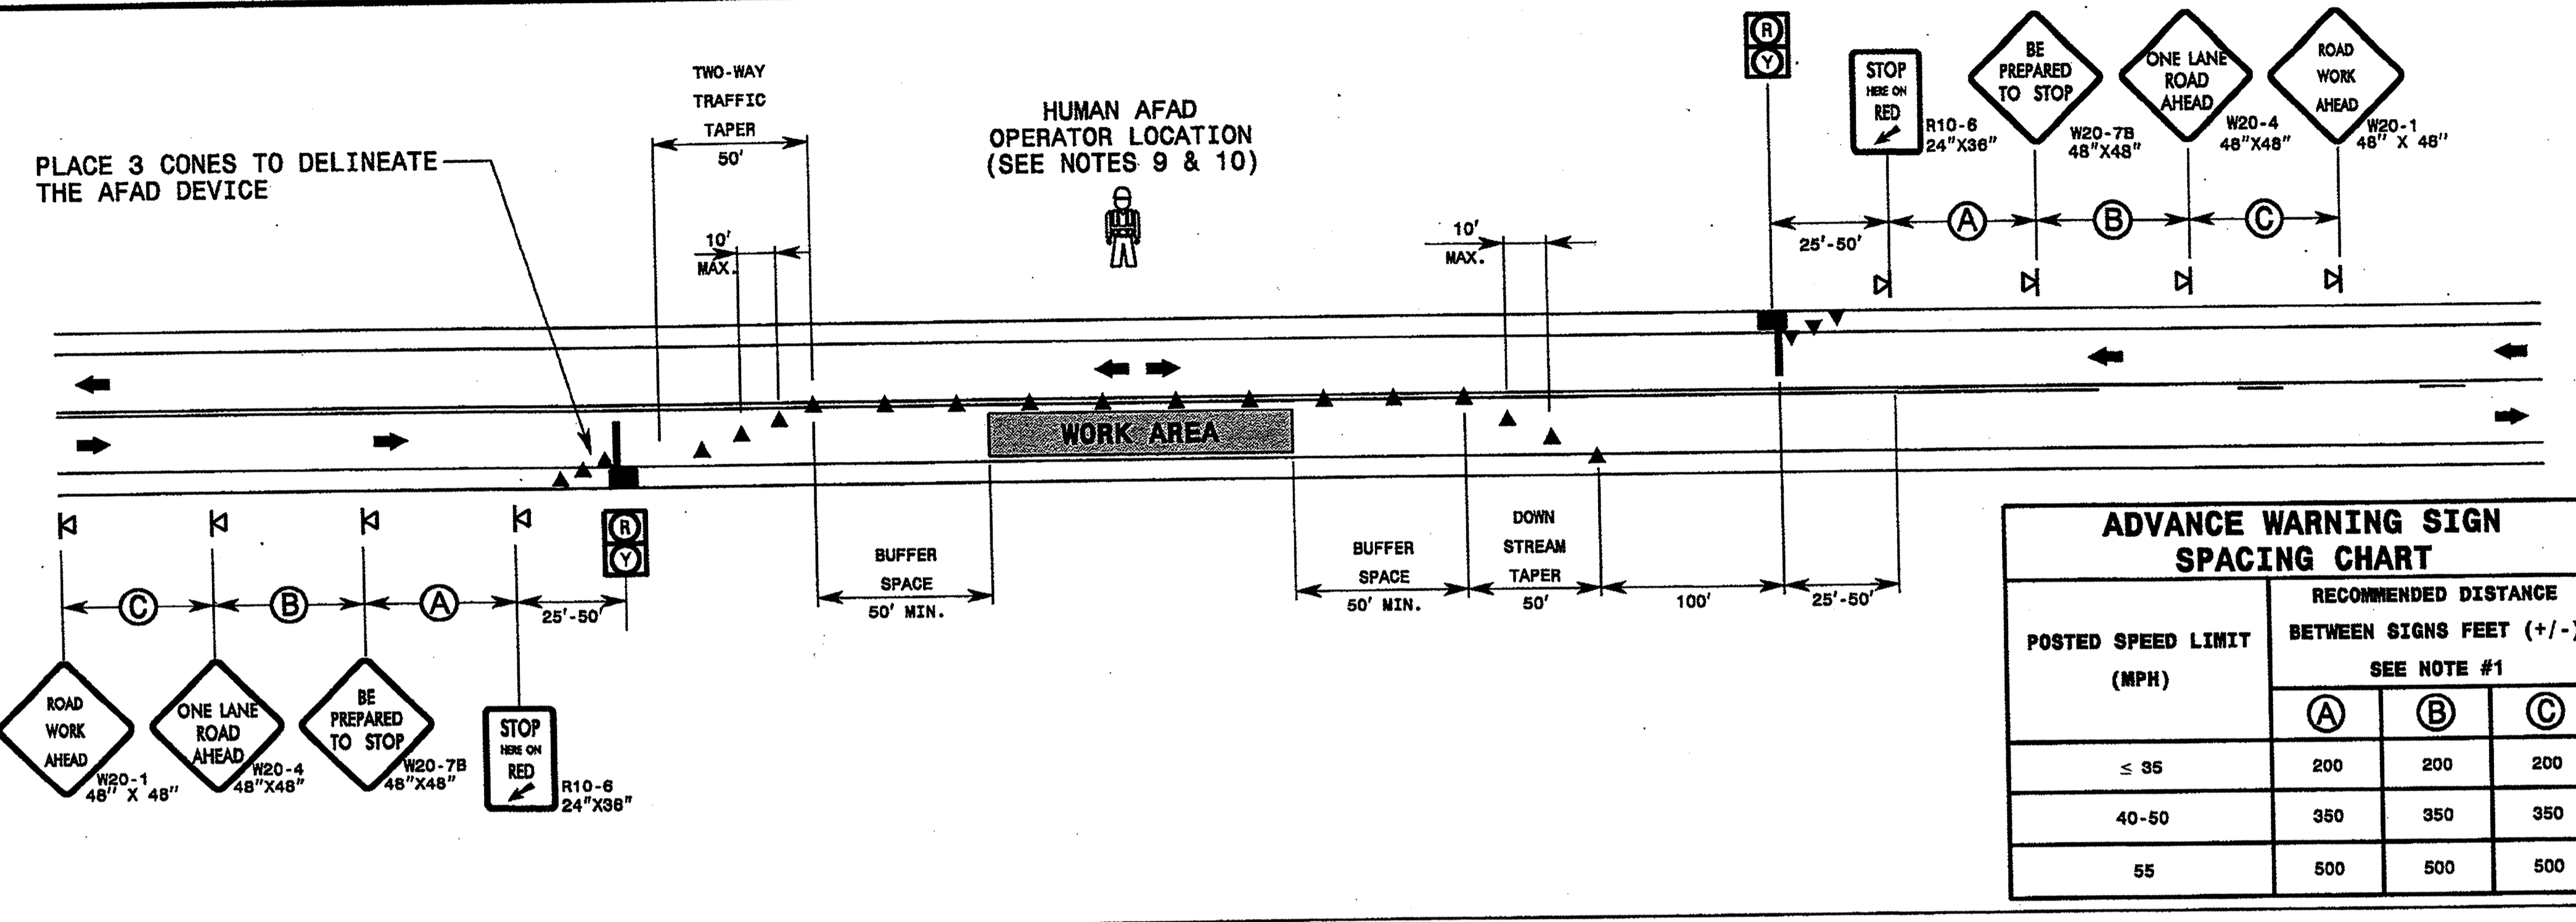 PLACE 3 CONES TO DELINEATE
THE AFAD DEVICE
TWO-WAY
TRAFFIC
TAPER
50'
10'
MAX.
HUMAN AFAD
OPERATOR LOCATION
(SEE NOTES 9 & 10)
10'
MAX.
R
Y
STOP
HERE ON
RED
R10-6
24"X36"
BE
PREPARED
TO STOP
W20-7B
48"X48"
ONE LANE
ROAD
AHEAD
W20-4
48"X48"
ROAD
WORK
AHEAD
W20-1
48" X 48"
25'-50'
A
B
C
WORK AREA
R
Y
C
B
A
25'-50'
BUFFER
SPACE
50' MIN.
BUFFER
SPACE
50' MIN.
DOWN
STREAM
TAPER
50'
100'
25'-50'
ROAD
WORK
AHEAD
W20-1
48" X 48"
ONE LANE
ROAD
AHEAD
W20-4
48"X48"
BE
PREPARED
TO STOP
W20-7B
48"X48"
STOP
HERE ON
RED
R10-6
24"X36"
ADVANCE WARNING SIGN
SPACING CHART
POSTED SPEED LIMIT
(MPH)
RECOMMENDED DISTANCE
BETWEEN SIGNS FEET (+/-)
SEE NOTE #1
A B C
≤ 35 200 200 200
40-50 350 350 350
55 500 500 500